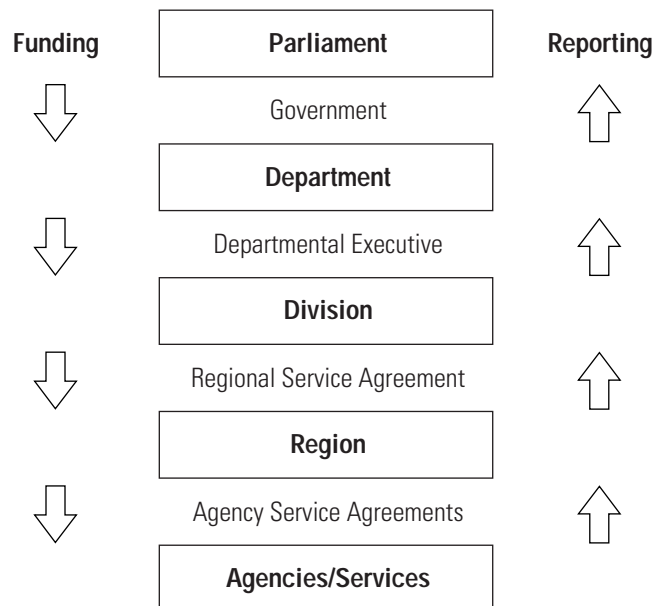 Funding Parliament Reporting
Government
Department
Departmental Executive
Division
Regional Service Agreement
Region
Agency Service Agreements
Agencies/Services